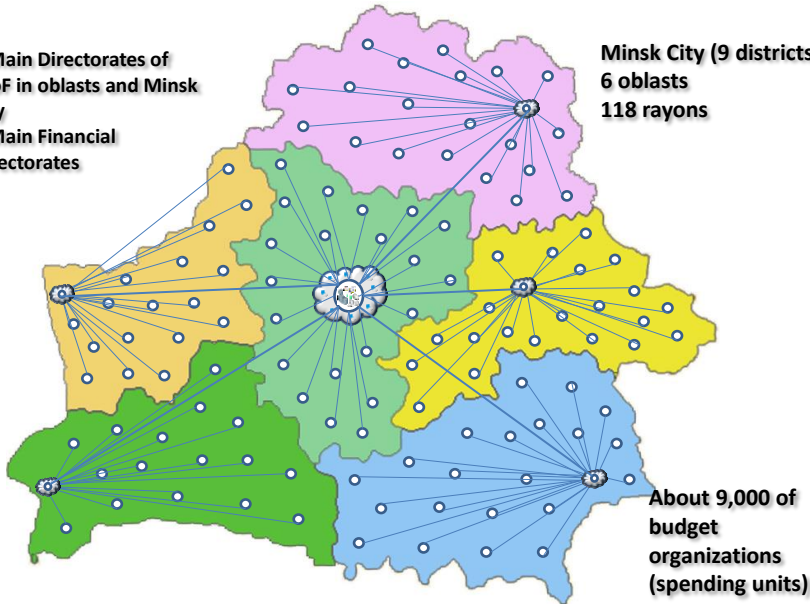 Main Directorates of
F in oblasts and Minsk
y
Main Financial
ectorates
Minsk City (9 districts
6 oblasts
118 rayons
About 9,000 of
budget
organizations
(spending units)